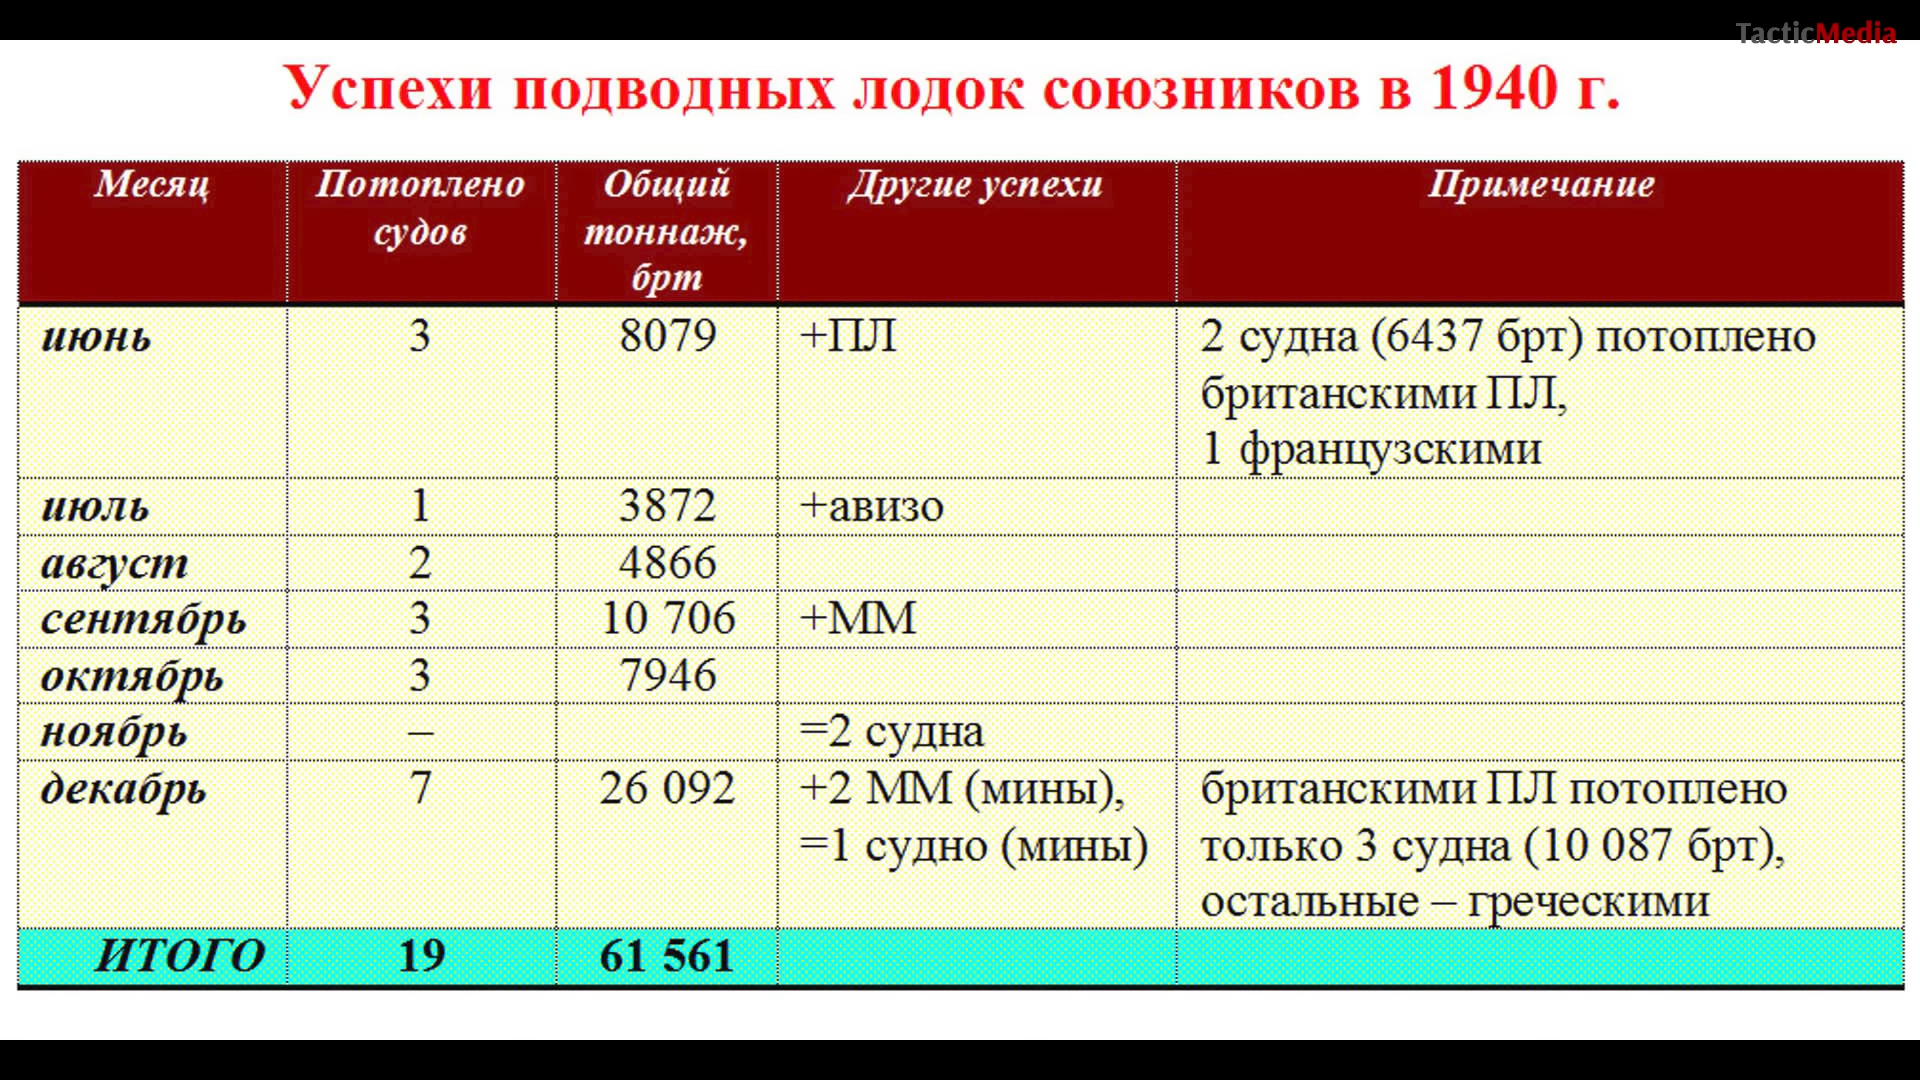 TacticMedia
Успехи подводных лодок союзников в 1940 г.
Месяц Потоплено судов Общий тоннаж, брт Другие успехи Примечание
июнь 3 8079 +ПЛ 2 судна (6437 брт) потоплено
британскими ПЛ,
1 французскими
июль 1 3872 +авизо
август 2 4866
сентябрь 3 10 706 +ММ
октябрь 3 7946
ноябрь – =2 судна
декабрь 7 26 092 +2 ММ (мины), британскими ПЛ потоплено
=1 судно (мины) только 3 судна (10 087 брт),
остальные – греческими
ИТОГО 19 61 561